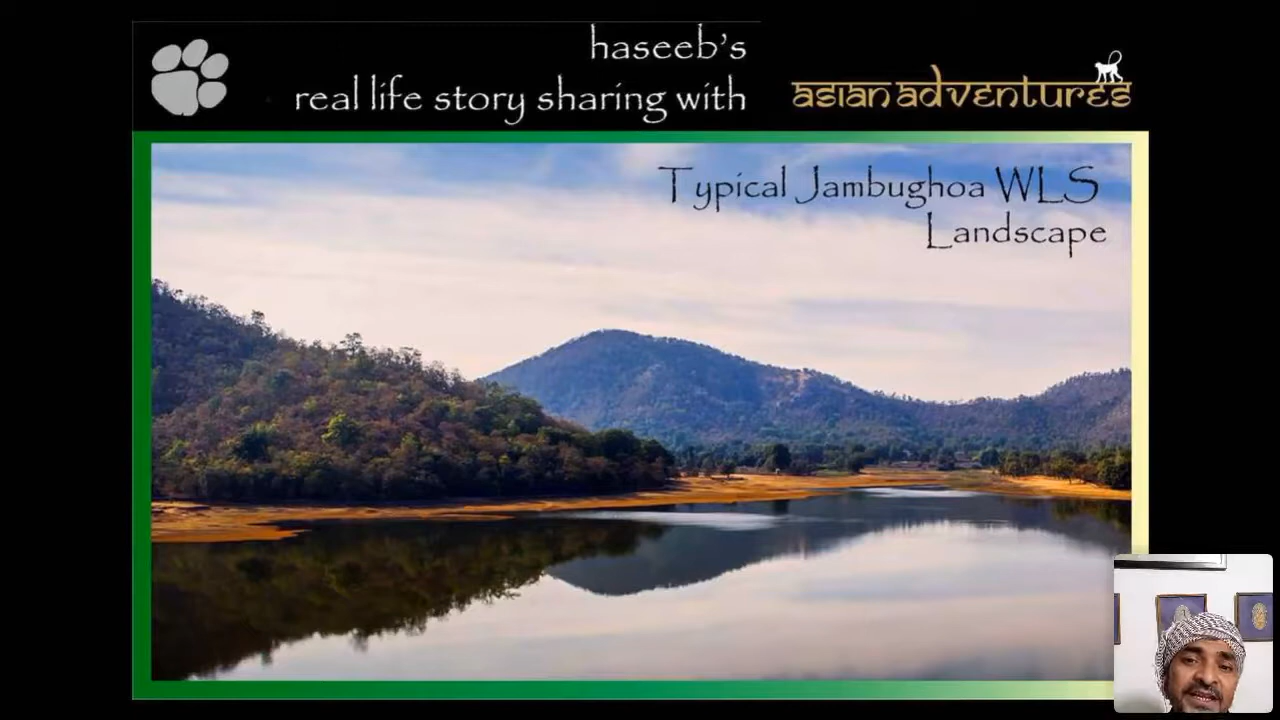 haseeb's
real life story sharing with
asian adventures
Typical Jambughoa WLS
Landscape